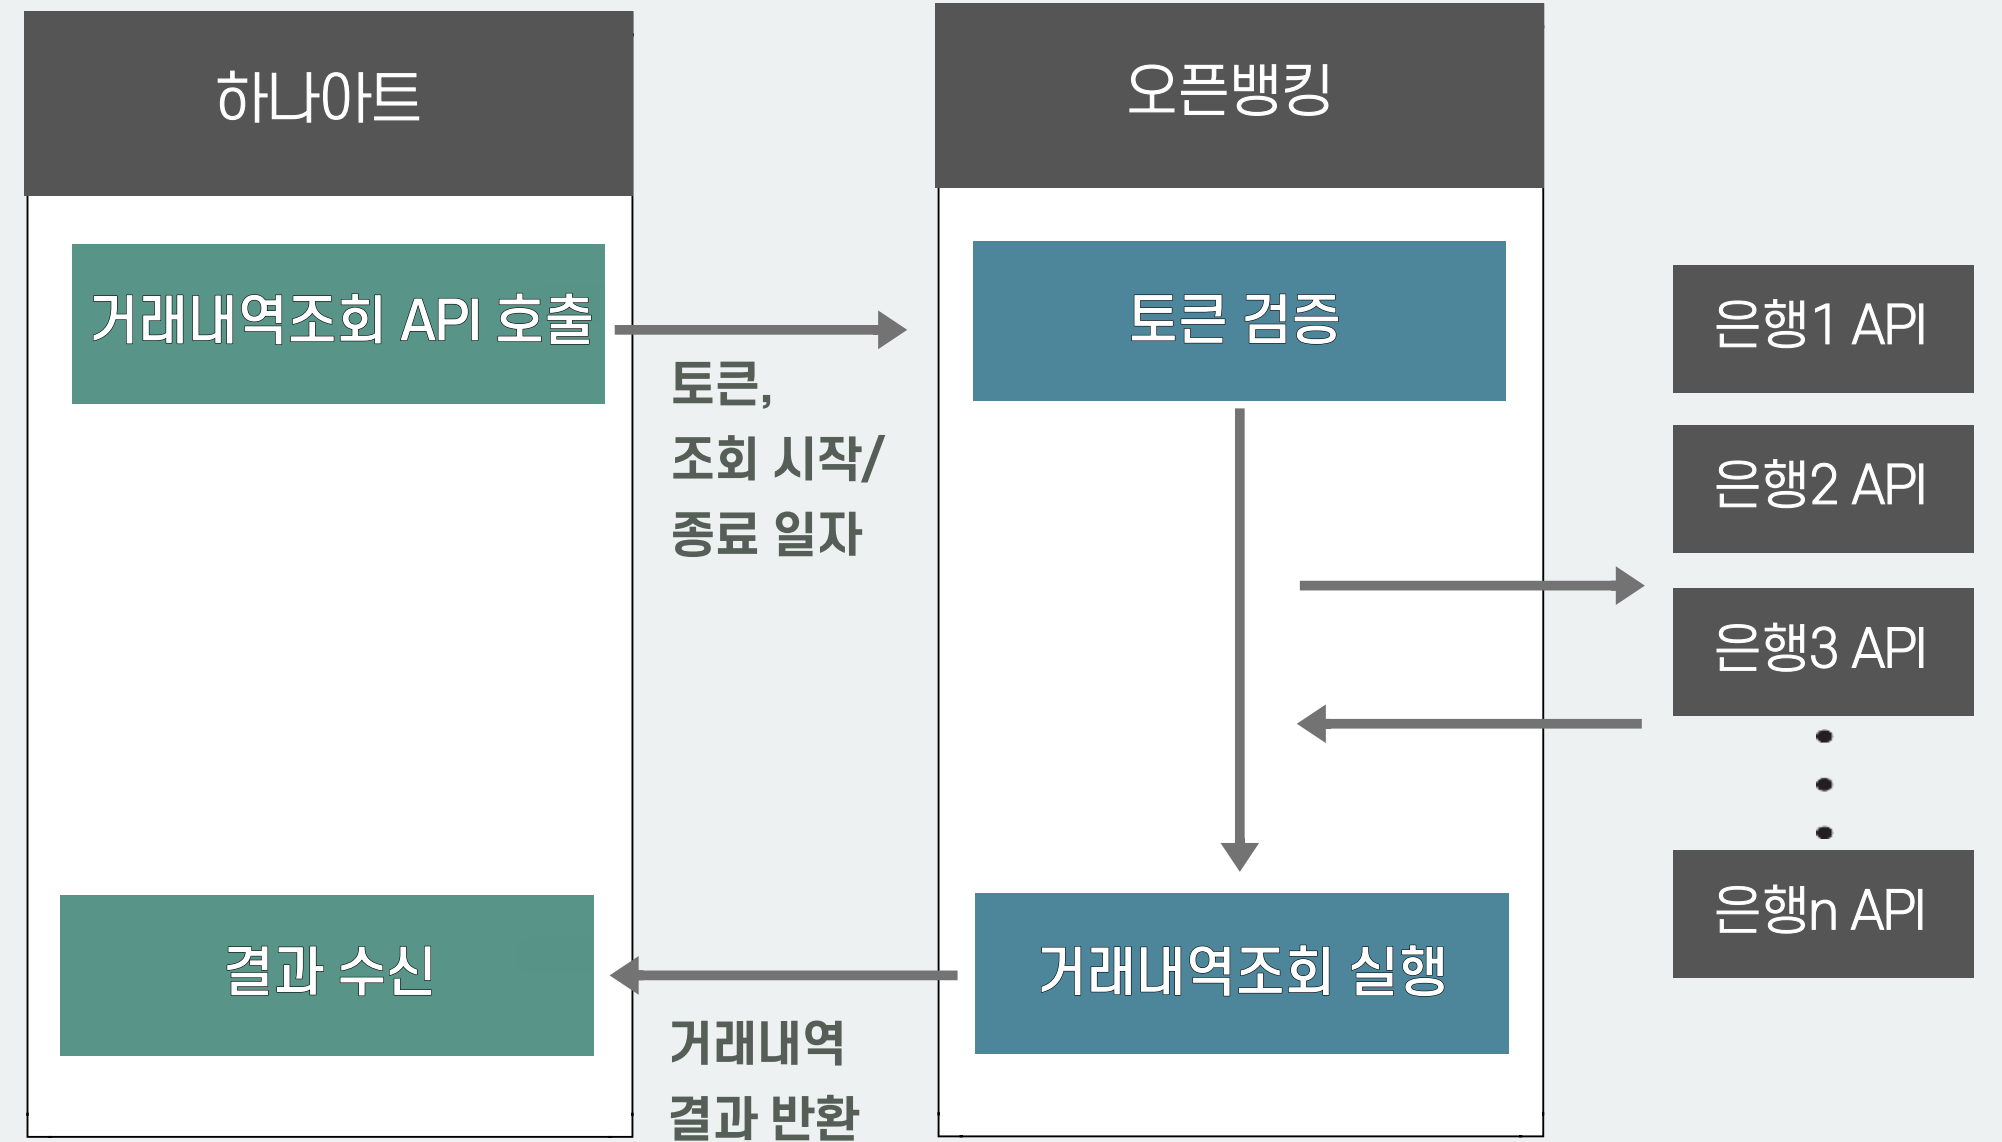 하나아트
오픈뱅킹
거래내역조회 API 호출
토큰,
조회 시작/
종료 일자
토큰 검증
은행1 API
은행2 API
은행3 API
은행n API
거래내역조회 실행
결과 수신
거래내역
결과 반환